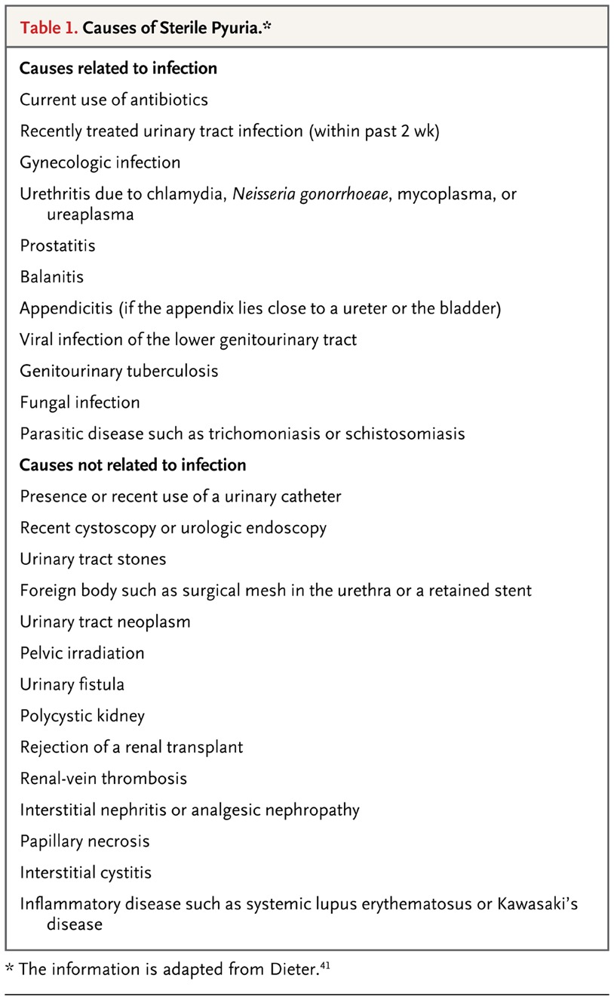 Table 1. Causes of Sterile Pyuria.*
Causes related to infection
Current use of antibiotics
Recently treated urinary tract infection (within past 2 wk)
Gynecologic infection
Urethritis due to chlamydia, Neisseria gonorrhoeae, mycoplasma, or
ureaplasma
Prostatitis
Balanitis
Appendicitis (if the appendix lies close to a ureter or the bladder)
Viral infection of the lower genitourinary tract
Genitourinary tuberculosis
Fungal infection
Parasitic disease such as trichomoniasis or schistosomiasis
Causes not related to infection
Presence or recent use of a urinary catheter
Recent cystoscopy or urologic endoscopy
Urinary tract stones
Foreign body such as surgical mesh in the urethra or a retained stent
Urinary tract neoplasm
Pelvic irradiation
Urinary fistula
Polycystic kidney
Rejection of a renal transplant
Renal-vein thrombosis
Interstitial nephritis or analgesic nephropathy
Papillary necrosis
Interstitial cystitis
Inflammatory disease such as systemic lupus erythematosus or Kawasaki's
disease
* The information is adapted from Dieter.41